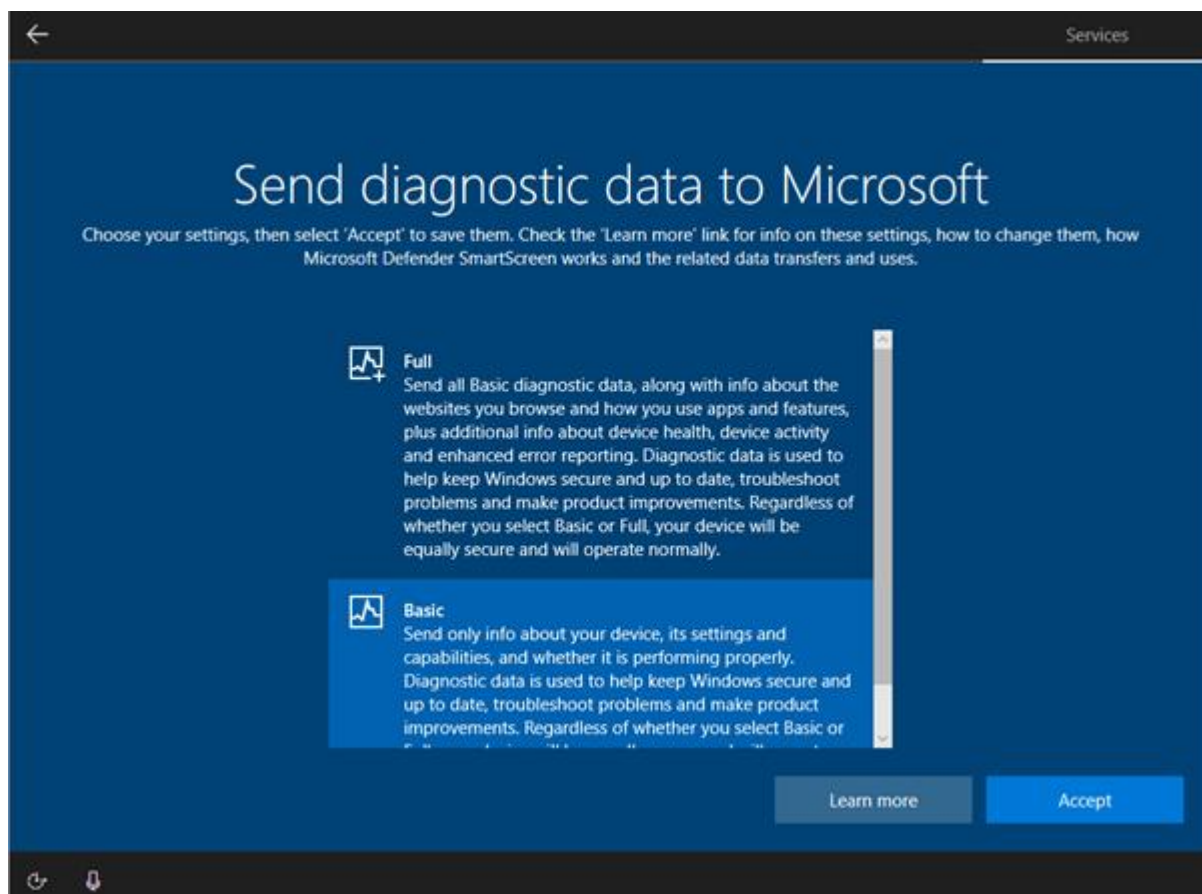 Services
Send diagnostic data to Microsoft
Choose your settings, then select 'Accept' to save them. Check the 'Learn more' link for info on these settings, how to change them, how
Microsoft Defender SmartScreen works and the related data transfers and uses.
Full
Send all Basic diagnostic data, along with info about the
websites you browse and how you use apps and features,
plus additional info about device health, device activity
and enhanced error reporting. Diagnostic data is used to
help keep Windows secure and up to date, troubleshoot
problems and make product improvements. Regardless of
whether you select Basic or Full, your device will be
equally secure and will operate normally.
Basic
Send only info about your device, its settings and
capabilities, and whether it is performing properly.
Diagnostic data is used to help keep Windows secure and
up to date, troubleshoot problems and make product
improvements. Regardless of whether you select Basic or
Learn more
Accept